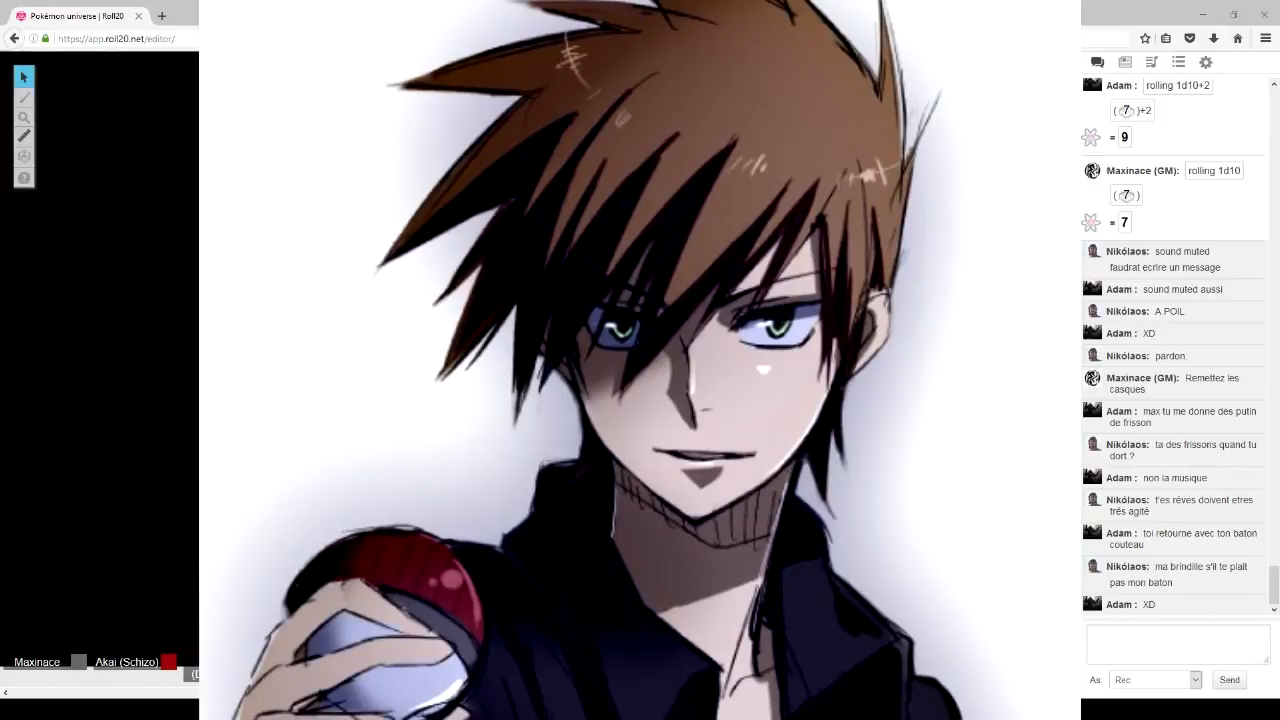 Pokémon universe | Roll20
https://app.roll20.net/editor/
Adam : rolling 1d10+2
(7)+2
= 9
Maxinace (GM): rolling 1d10
(7)
= 7
Nikólaos: sound muted
faudrat ecrire un message
Adam : sound muted aussi
Nikólaos: A POIL
Adam : XD
Nikólaos: pardon.
Maxinace (GM): Remettez les
casques
Adam : max tu me donne des putin
de frisson
Nikólaos: ta des frissons quand tu
dort ?
Adam : non la musique
Nikólaos: t'es rêves doivent etres
trés agité
Adam : toi retourne avec ton baton
couteau
Nikólaos: ma brindille s'il te plait
pas mon baton
Adam : XD
Maxinace Akai (Schizo)
As: Rec Send